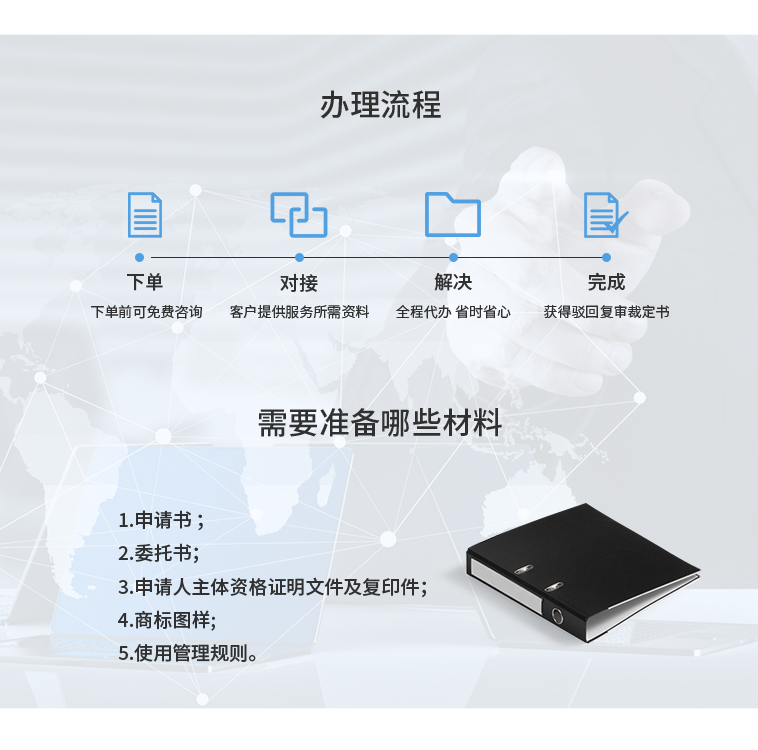 办理流程
下单 对接 解决 完成
下单前可免费咨询 客户提供服务所需资料 全程代办 省时省心 获得驳回复审裁定书
需要准备哪些材料
1.申请书 ;
2.委托书;
3.申请人主体资格证明文件及复印件;
4.商标图样;
5.使用管理规则。